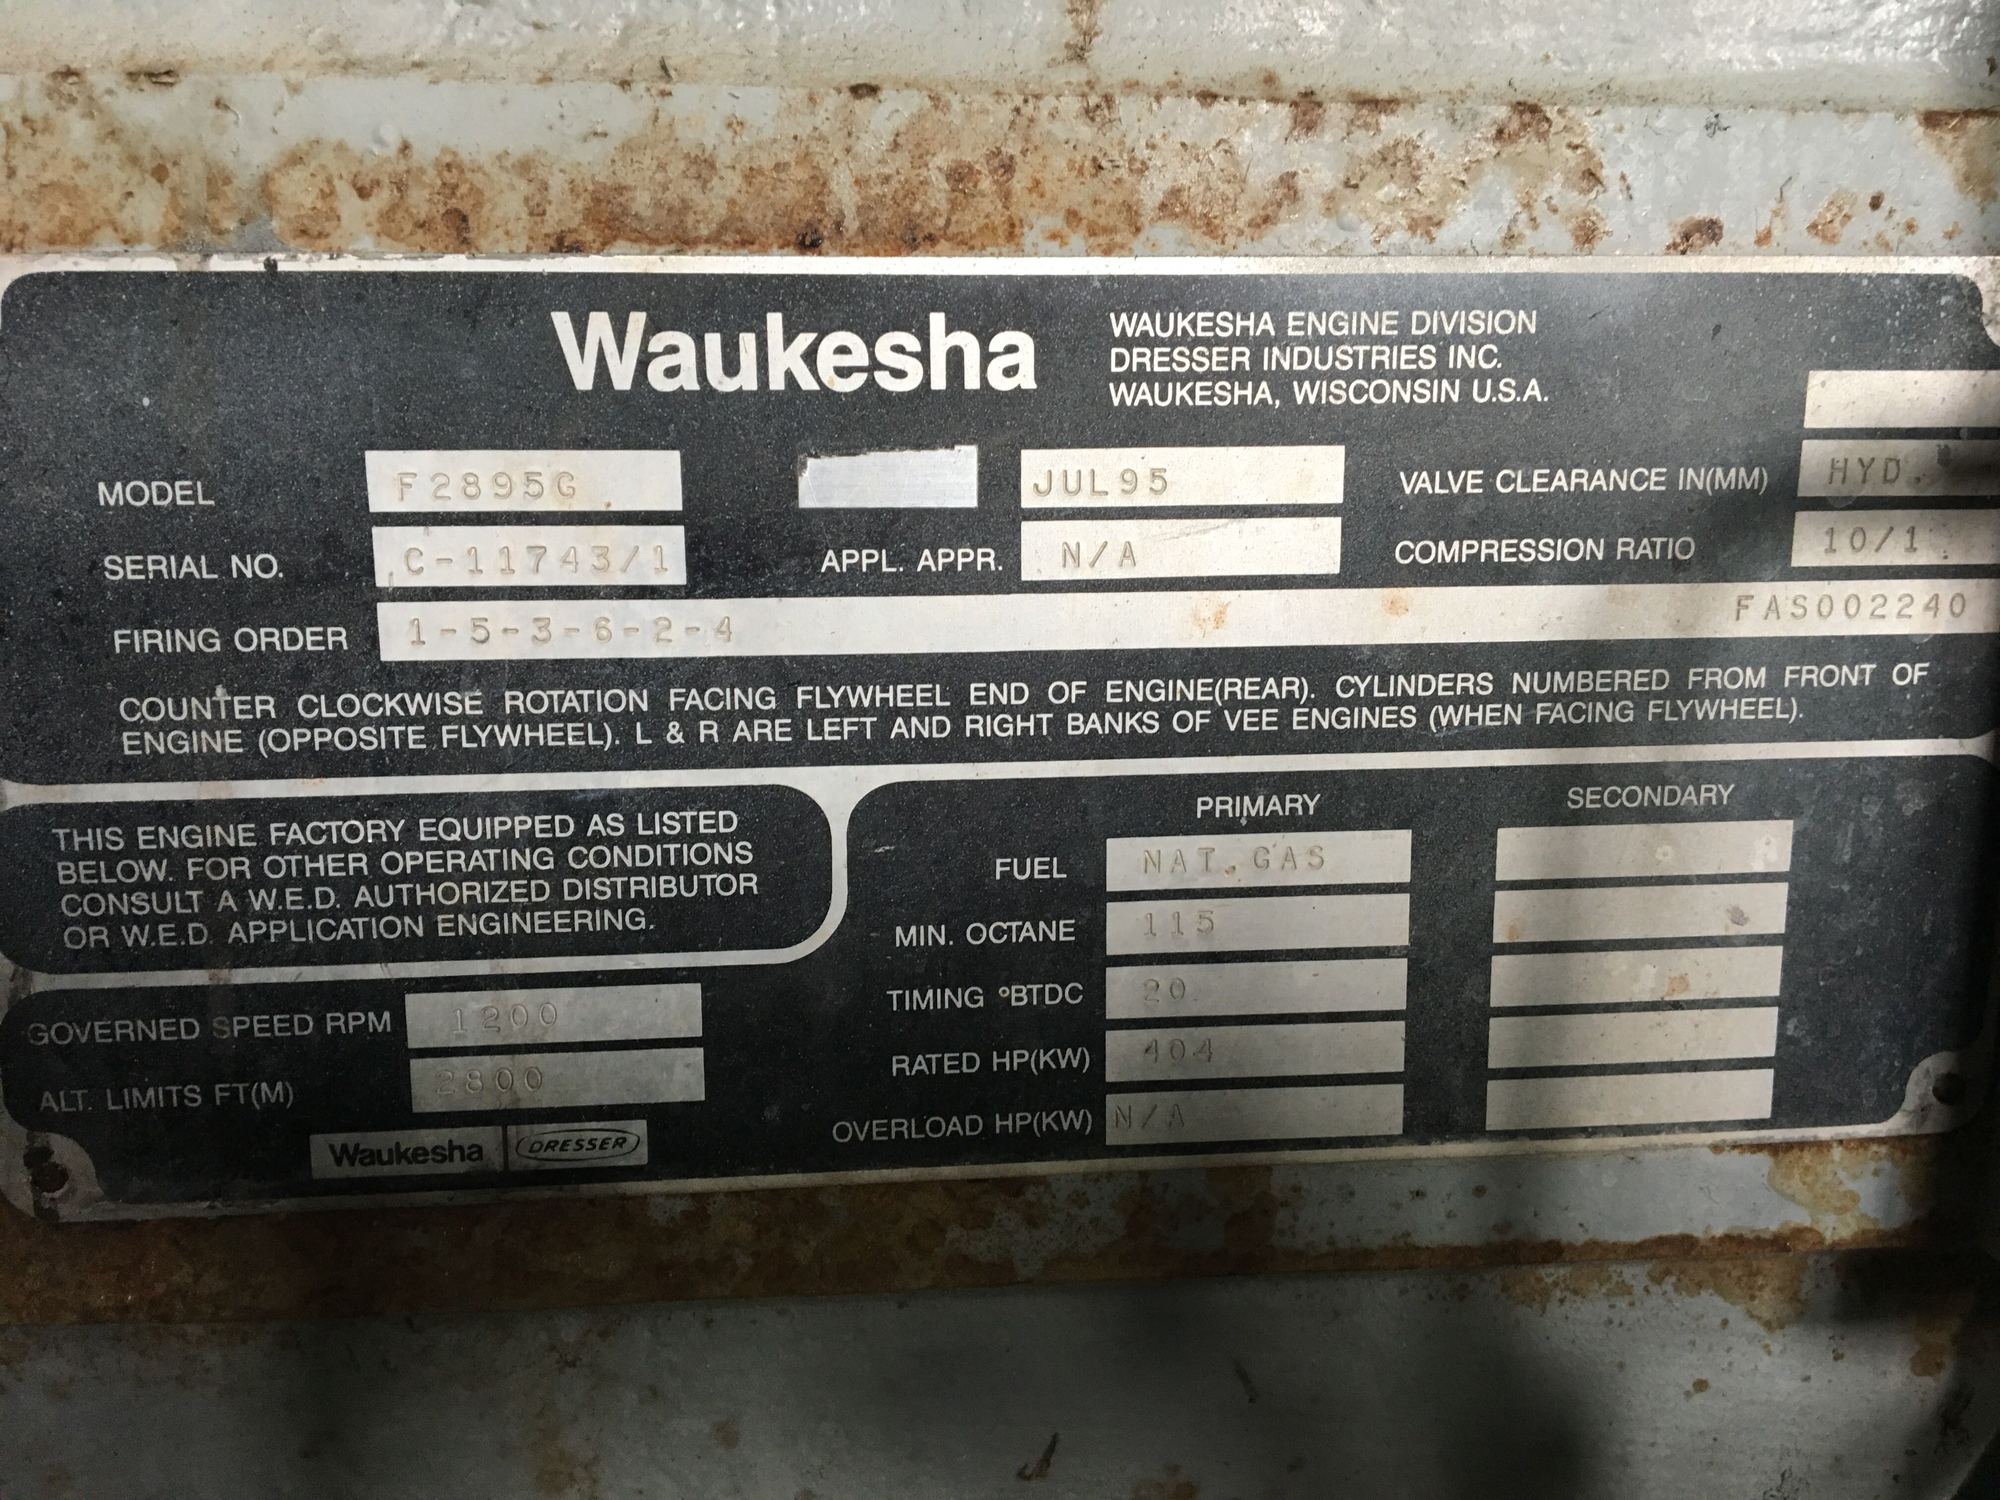 Waukesha
WAUKESHA ENGINE DIVISION
DRESSER INDUSTRIES INC.
WAUKESHA, WISCONSIN U.S.A.
MODEL F2895G JUL95 VALVE CLEARANCE IN(MM) HYD.
SERIAL NO. C-11743/1 APPL. APPR. N/A COMPRESSION RATIO 10/1
FIRING ORDER 1-5-3-6-2-4 FAS002240
COUNTER CLOCKWISE ROTATION FACING FLYWHEEL END OF ENGINE(REAR). CYLINDERS NUMBERED FROM FRONT OF
ENGINE (OPPOSITE FLYWHEEL). L & R ARE LEFT AND RIGHT BANKS OF VEE ENGINES (WHEN FACING FLYWHEEL).
THIS ENGINE FACTORY EQUIPPED AS LISTED
BELOW. FOR OTHER OPERATING CONDITIONS
CONSULT A W.E.D. AUTHORIZED DISTRIBUTOR
OR W.E.D. APPLICATION ENGINEERING.
GOVERNED SPEED RPM 1200
ALT. LIMITS FT(M) 2800
Waukesha DRESSER
PRIMARY SECONDARY
FUEL NAT.GAS
MIN. OCTANE 115
TIMING °BTDC 20
RATED HP(KW) 404
OVERLOAD HP(KW) N/A